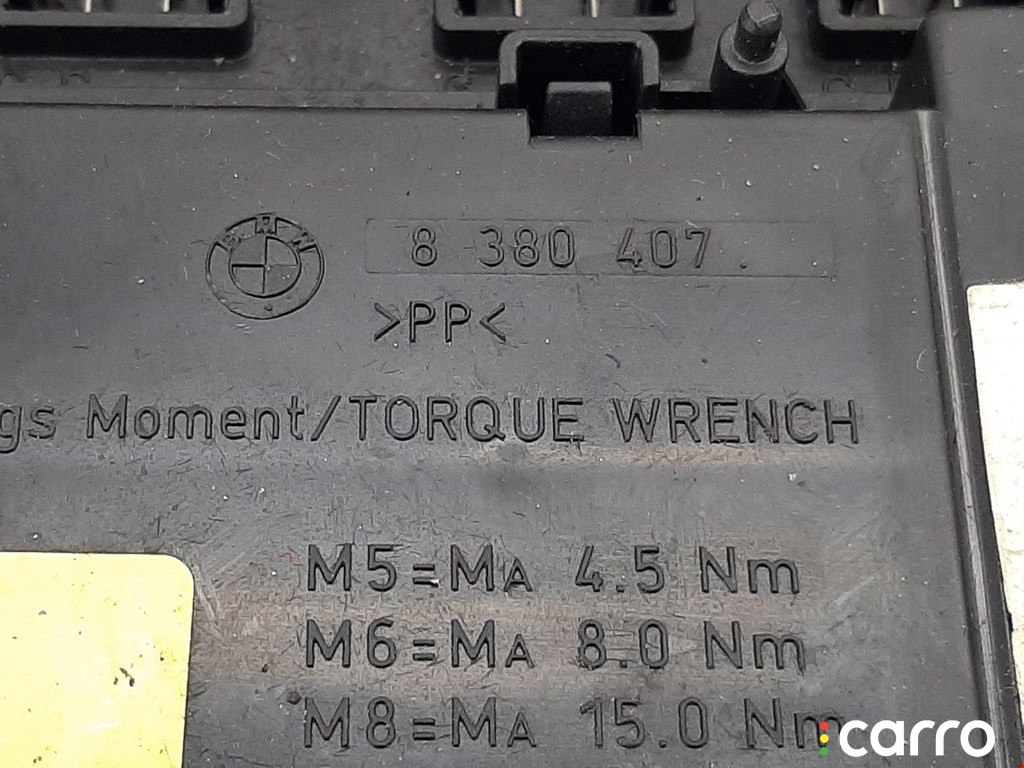 BMW
8 380 407
>PP<
gs Moment/TORQUE WRENCH
M5=MA 4.5 Nm
M6=MA 8.0 Nm
M8=MA 15.0 Nm
carro